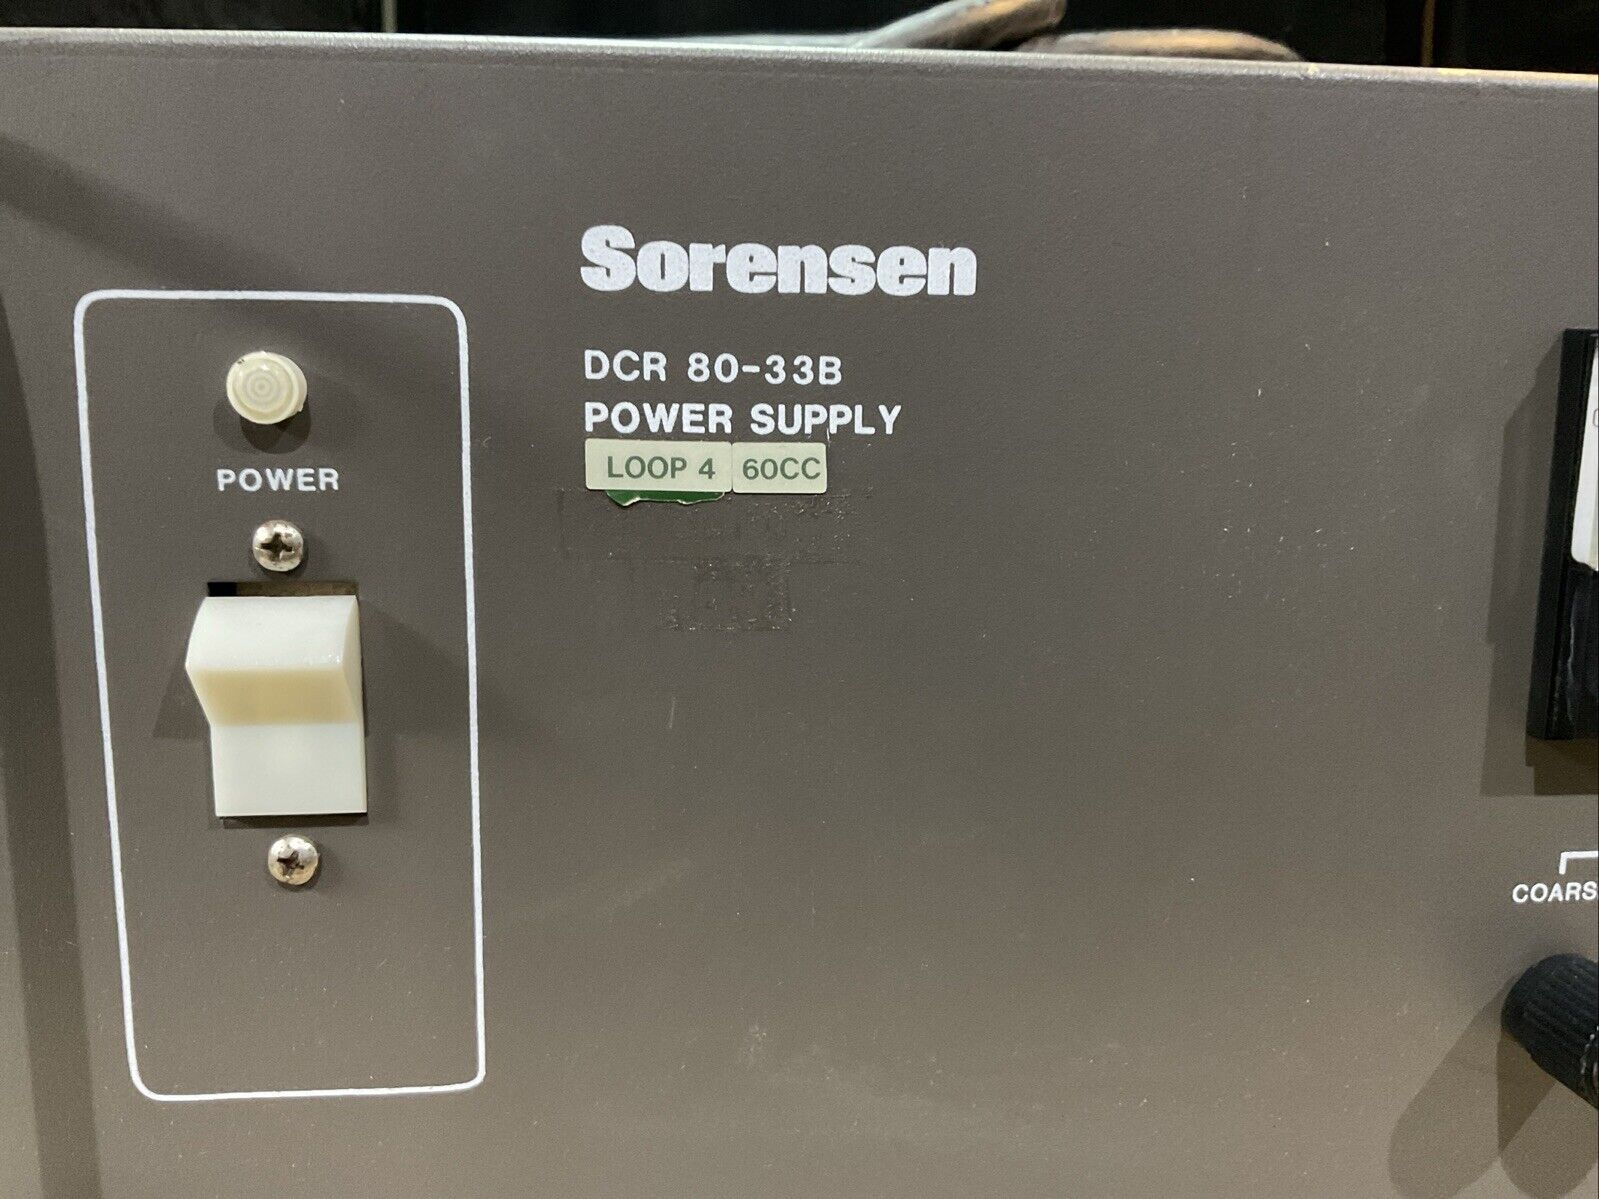 Sorensen
DCR 80-33B
POWER SUPPLY
LOOP 4 60CC
POWER
COARS